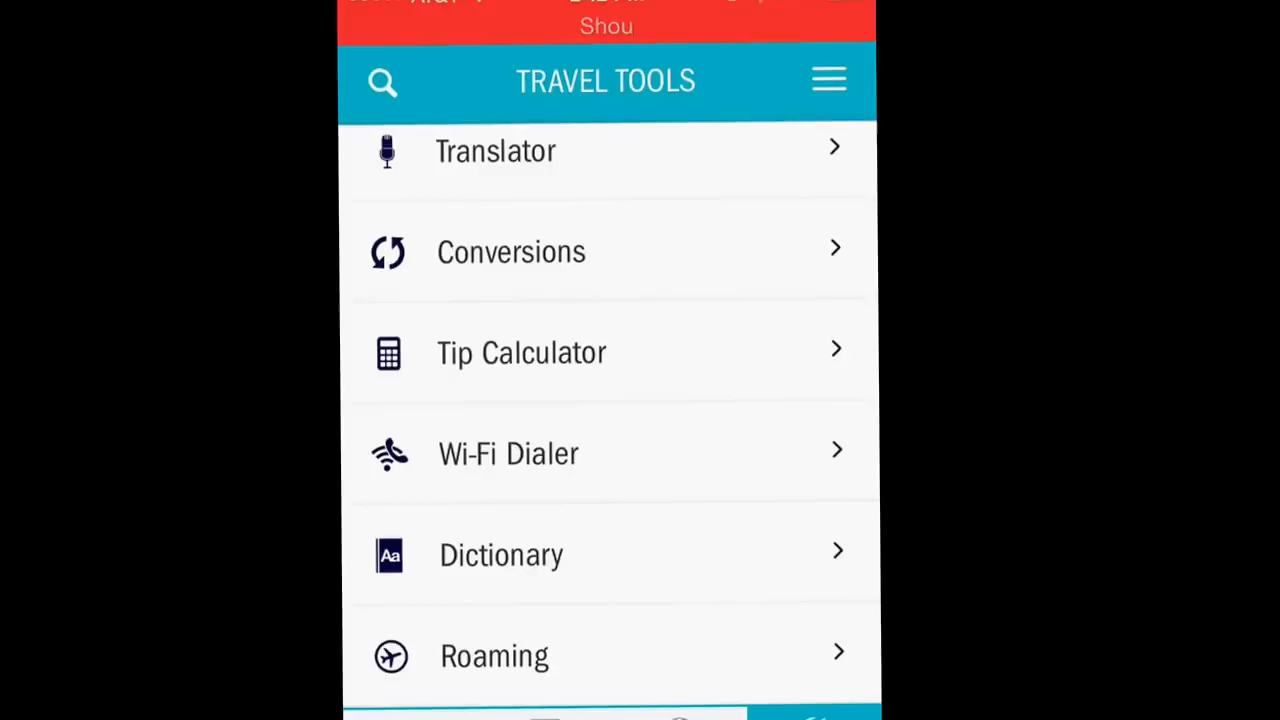 Shou
TRAVEL TOOLS
Translator
Conversions
Tip Calculator
Wi-Fi Dialer
Aa
Dictionary
Roaming